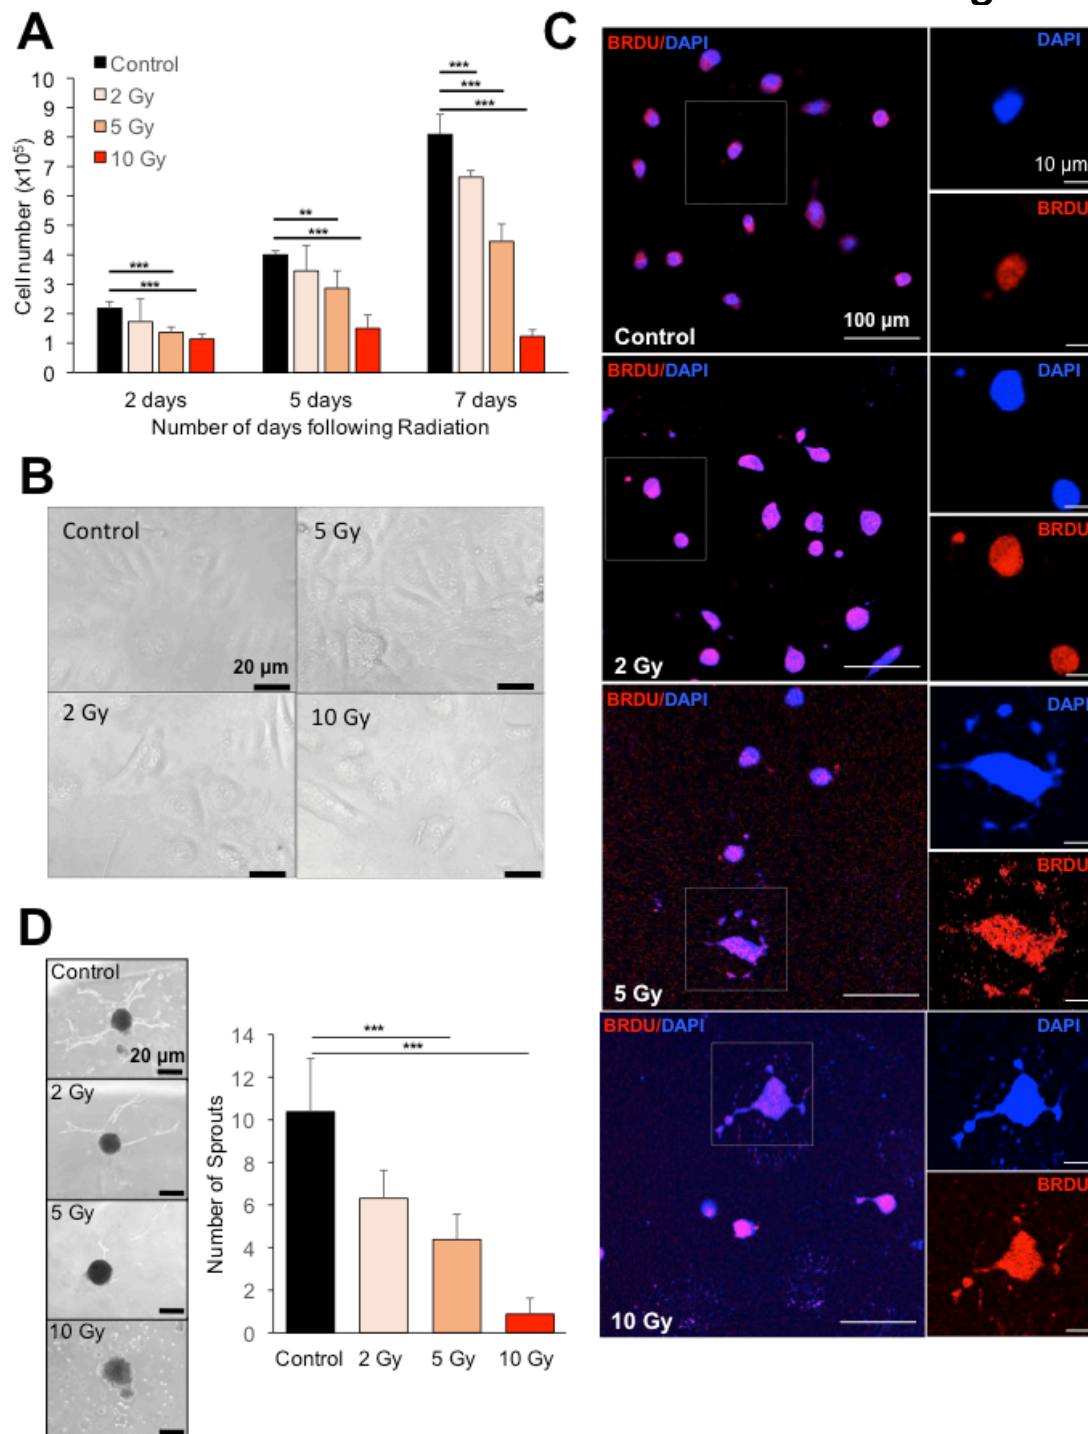 g
A
Control
2 Gy
5 Gy
10 Gy
Cell number (x10⁵)
10
9
8
7
6
5
4
3
2
1
0
***
***
**
***
***
***
***
2 days 5 days 7 days
Number of days following Radiation
B
Control
20 µm
5 Gy
2 Gy
10 Gy
C
BRDU/DAPI
Control
100 µm
DAPI
10 µm
BRDU
BRDU/DAPI
2 Gy
DAPI
BRDU
BRDU/DAPI
5 Gy
DAPI
BRDU
BRDU/DAPI
10 Gy
DAPI
BRDU
D
Control
20 µm
2 Gy
5 Gy
10 Gy
Number of Sprouts
14
12
10
8
6
4
2
0
***
***
Control 2 Gy 5 Gy 10 Gy